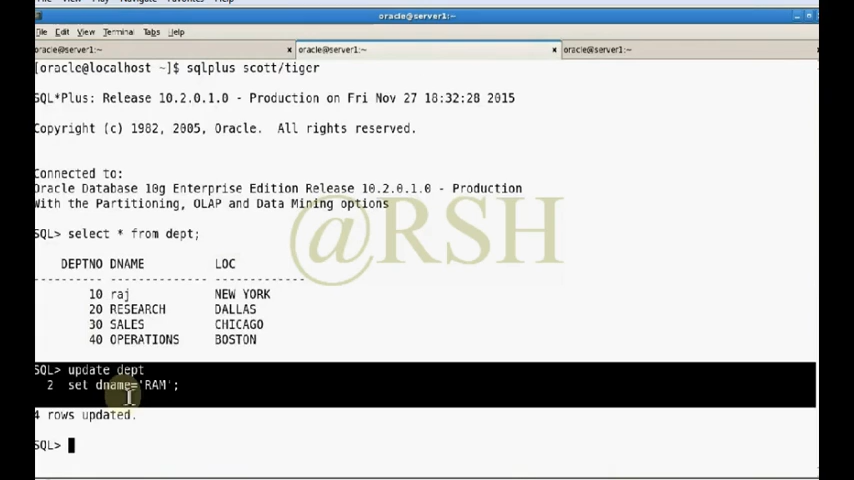 oracle@server1:~
File Edit View Terminal Tabs Help
oracle@server1:~ oracle@server1:~ oracle@server1:~
[oracle@localhost ~]$ sqlplus scott/tiger
SQL*Plus: Release 10.2.0.1.0 - Production on Fri Nov 27 18:32:28 2015
Copyright (c) 1982, 2005, Oracle.  All rights reserved.
Connected to:
Oracle Database 10g Enterprise Edition Release 10.2.0.1.0 - Production
With the Partitioning, OLAP and Data Mining options
SQL> select * from dept;
DEPTNO DNAME LOC
---------- -------------- -------------
10 raj NEW YORK
20 RESEARCH DALLAS
30 SALES CHICAGO
40 OPERATIONS BOSTON
@RSH
SQL> update dept
2  set dname='RAM';
4 rows updated.
SQL>